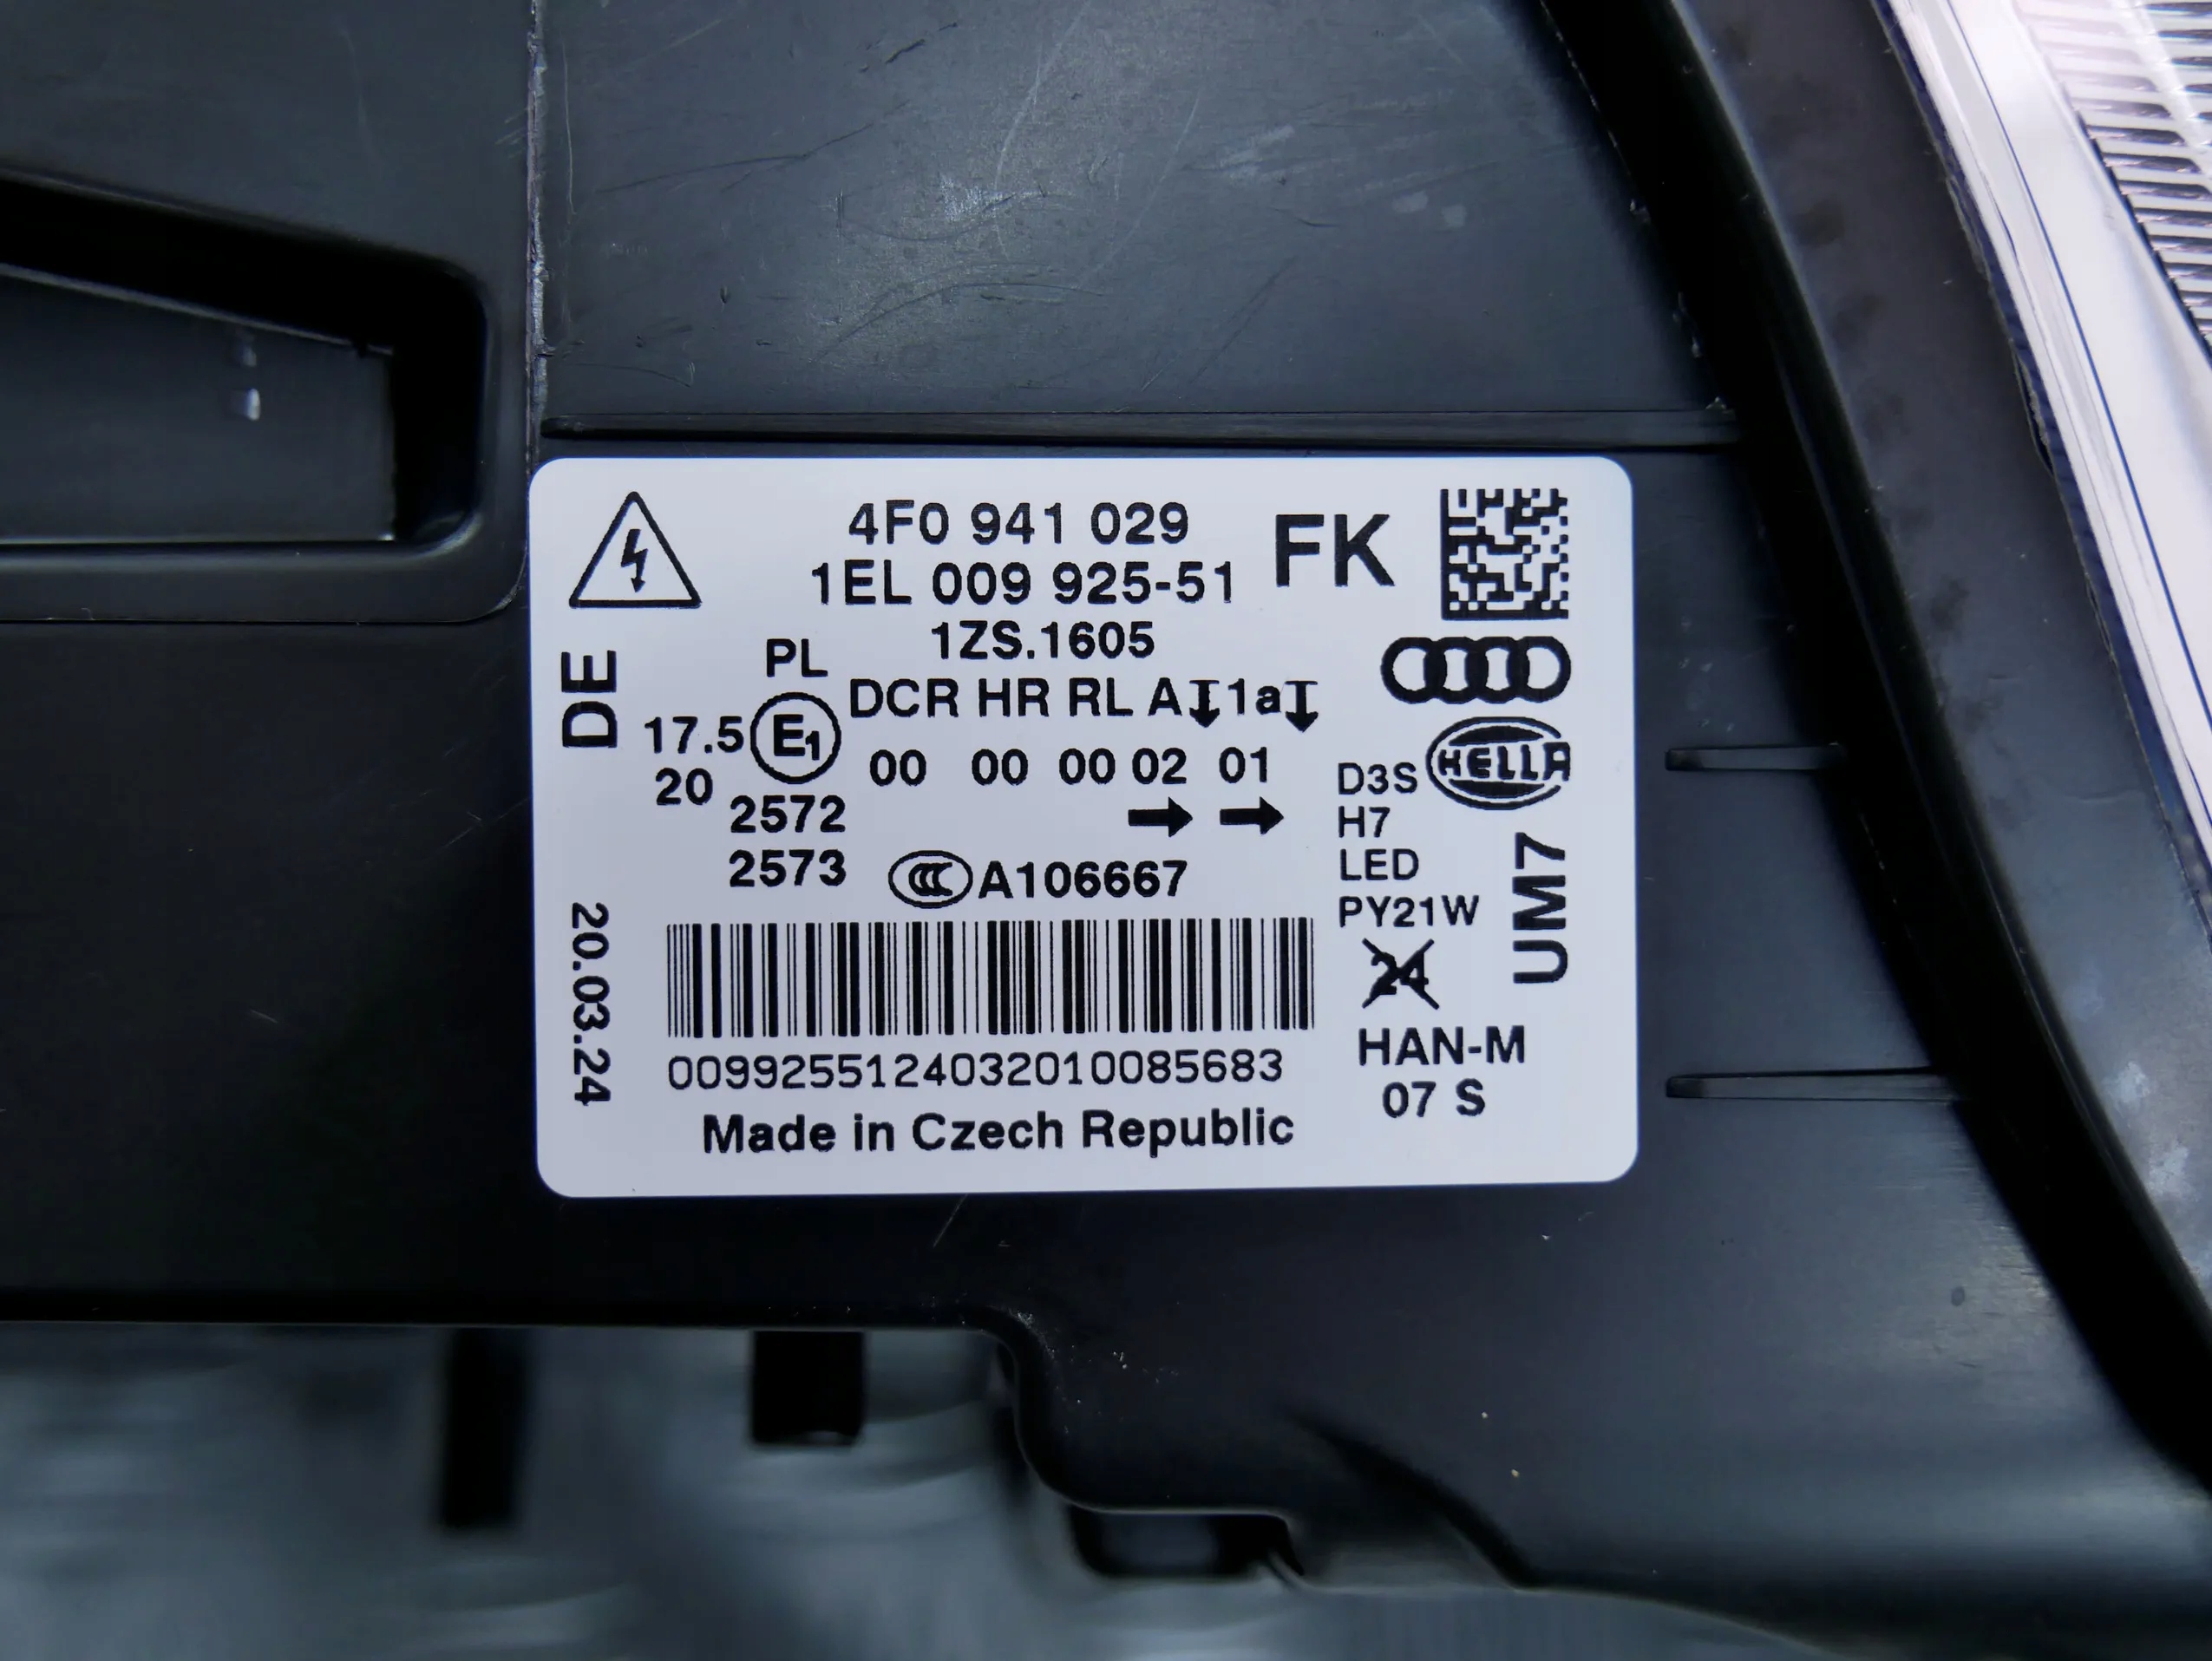 4F0 941 029 FK
1EL 009 925-51
1ZS.1605
PL
DCR HR RL A 1a
17.5 E1
20
00 00 00 02 01
2572
2573
CCC A106667
DE
20.03.24
HELLA
D3S
H7
LED
PY21W
24
UM7
HAN-M
07 S
0099255124032010085683
Made in Czech Republic